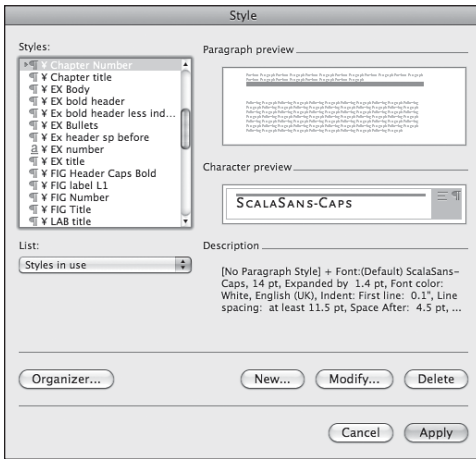 Style
Styles:
¶ ¥ Chapter Number
¶ ¥ Chapter title
¶ ¥ EX Body
¶ ¥ EX bold header
¶ ¥ Ex bold header less ind...
¶ ¥ EX Bullets
¶ ¥ Ex header sp before
a ¥ EX number
¶ ¥ EX title
¶ ¥ FIG Header Caps Bold
¶ ¥ FIG label L1
¶ ¥ FIG Number
¶ ¥ FIG Title
¶ ¥ LAB title
List:
Styles in use
Paragraph preview
Character preview
ScalaSans-Caps
Description
[No Paragraph Style] + Font:(Default) ScalaSans-
Caps, 14 pt, Expanded by 1.4 pt, Font color:
White, English (UK), Indent: First line: 0.1", Line
spacing: at least 11.5 pt, Space After: 4.5 pt, ...
Organizer...
New...
Modify...
Delete
Cancel
Apply